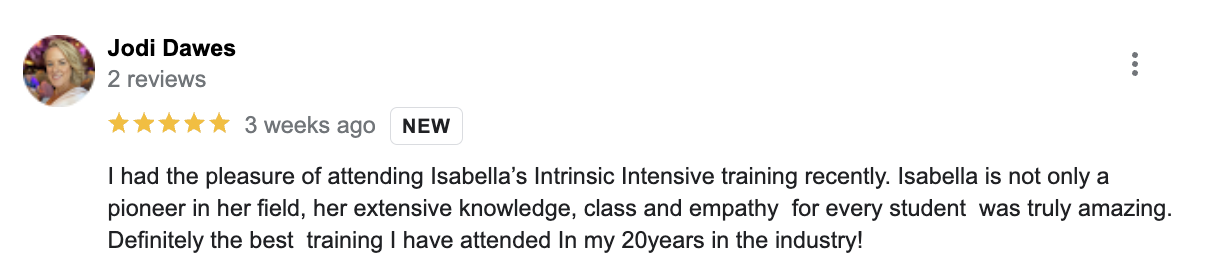 Jodi Dawes
2 reviews
3 weeks ago NEW
I had the pleasure of attending Isabella’s Intrinsic Intensive training recently. Isabella is not only a
pioneer in her field, her extensive knowledge, class and empathy  for every student  was truly amazing.
Definitely the best  training I have attended In my 20years in the industry!